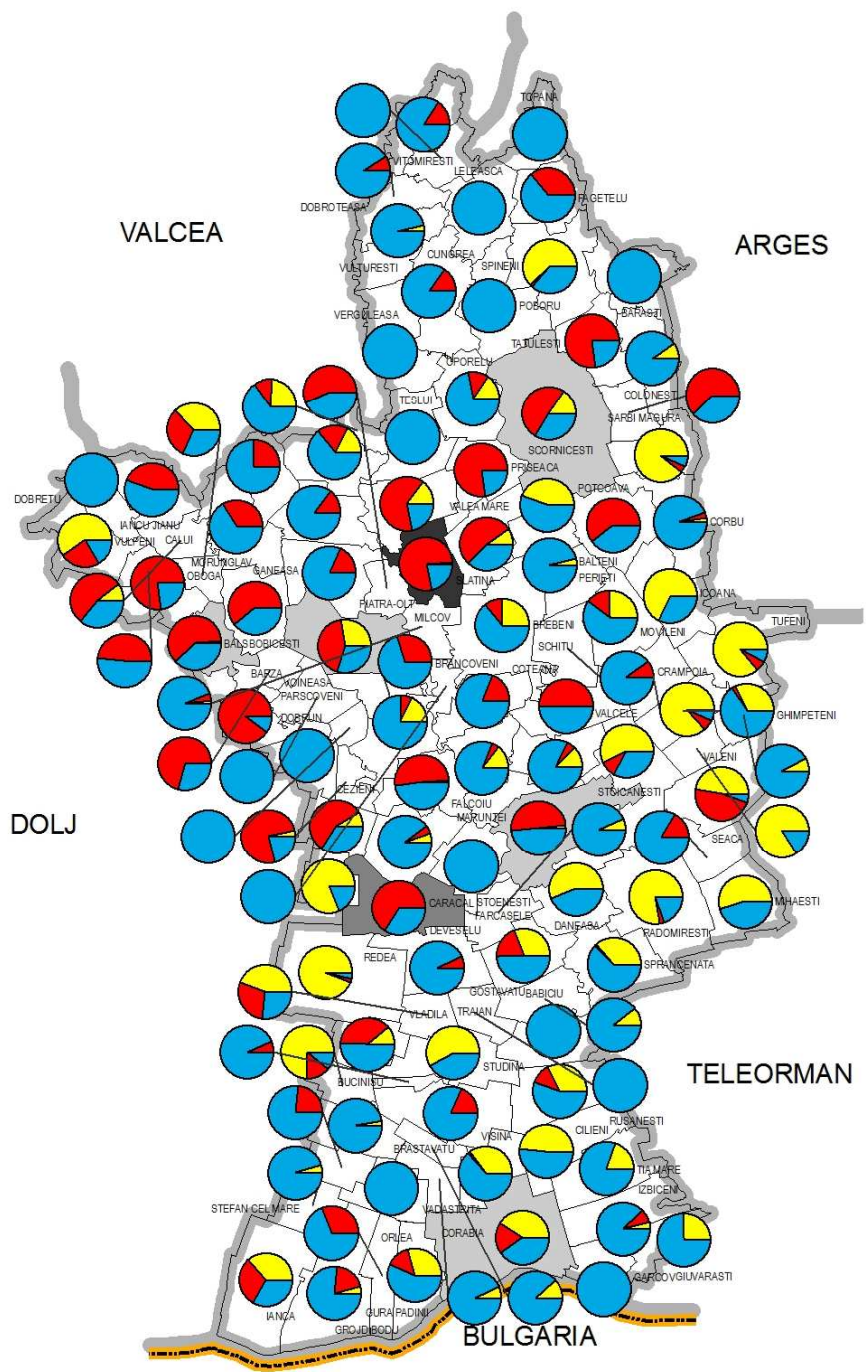 TOPANA
VITOMIRESTI
LELEASCA
DOBROTEASA
FAGETELU
VALCEA
ARGES
CUNGREA
VULTURESTI
SPINENI
POBORU
BARASTI
VERGULEASA
TATULESTI
UPORELU
COLONESTI
TESLUI
SARBI MAGURA
SCORNICESTI
PRISEACA
DOBRETU
POTCOAVA
VALEA MARE
IANCU JIANU
CORBU
VULPENI
CALUI
MORUNGLAV
OBOGA
GANEASA
SLATINA
BALTENI
PERIETI
ICOANA
PIATRA-OLT
MILCOV
TUFENI
BREBENI
MOVILENI
BALS
BOBICESTI
SCHITU
BRANCOVENI
COTEANA
CRAMPOIA
BARZA
VOINEASA
PARSCOVENI
VALCELE
DOBRUN
GHIMPETENI
VALENI
CEZIENI
STOICANESTI
FALCOIU
MARUNTEI
DOLJ
SEACA
CARACAL
STOENESTI
FARCASELE
MIHAESTI
DANEASA
DEVESELU
RADOMIRESTI
REDEA
SPRANCENATA
GOSTAVATU
BABICIU
VLADILA
TRAIAN
STUDINA
TELEORMAN
BUCINISU
RUSANESTI
CILIENI
VISINA
BRASTAVATU
TIA MARE
IZBICENI
STEFAN CEL MARE
VADASTRITA
CORABIA
ORLEA
GARCOV
GIUVARASTI
GURA PADINII
IANCA
GROJDIBODU
BULGARIA